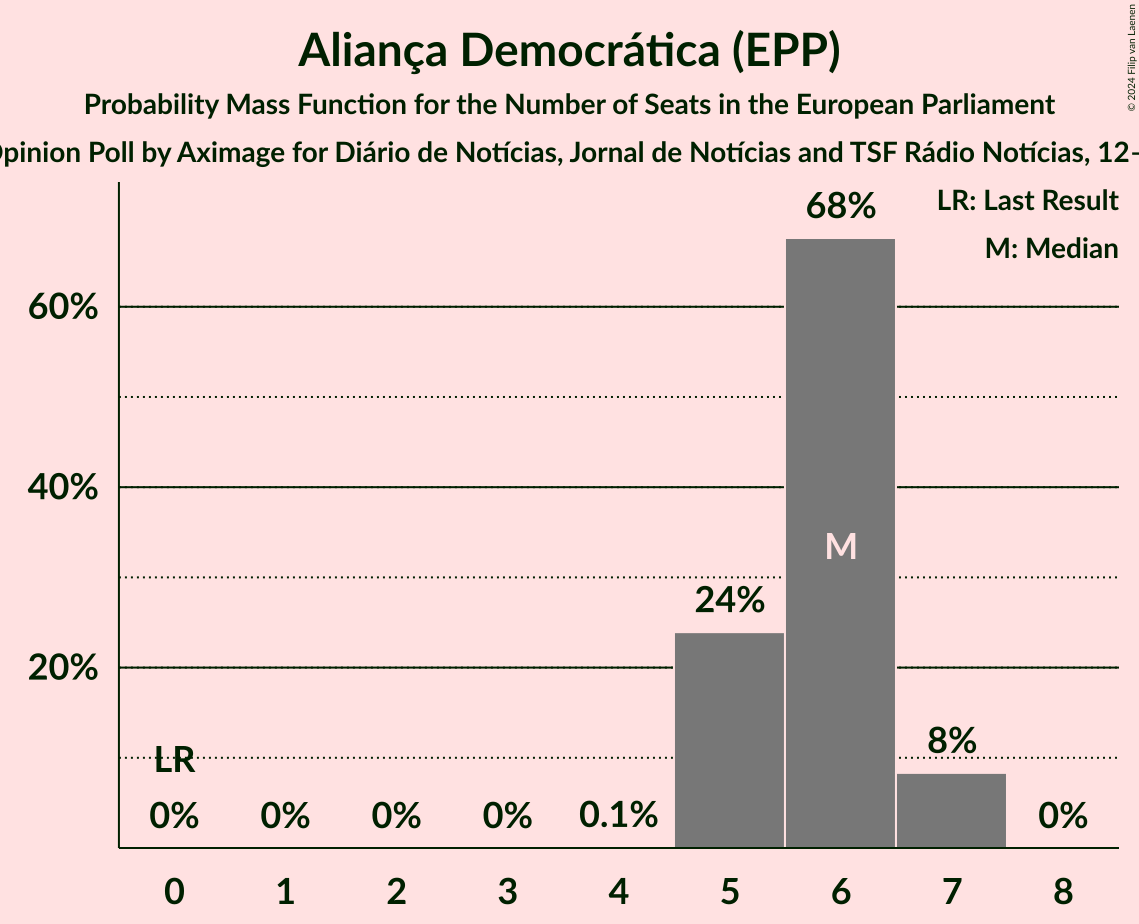 Aliança Democrática (EPP)
Probability Mass Function for the Number of Seats in the European Parliament
pinion Poll by Aximage for Diário de Notícias, Jornal de Notícias and TSF Rádio Notícias, 12–
© 2024 Filip van Laenen
LR: Last Result
M: Median
68%
60%
40%
M
24%
20%
8%
LR
0% 0% 0% 0% 0.1% 0%
0 1 2 3 4 5 6 7 8